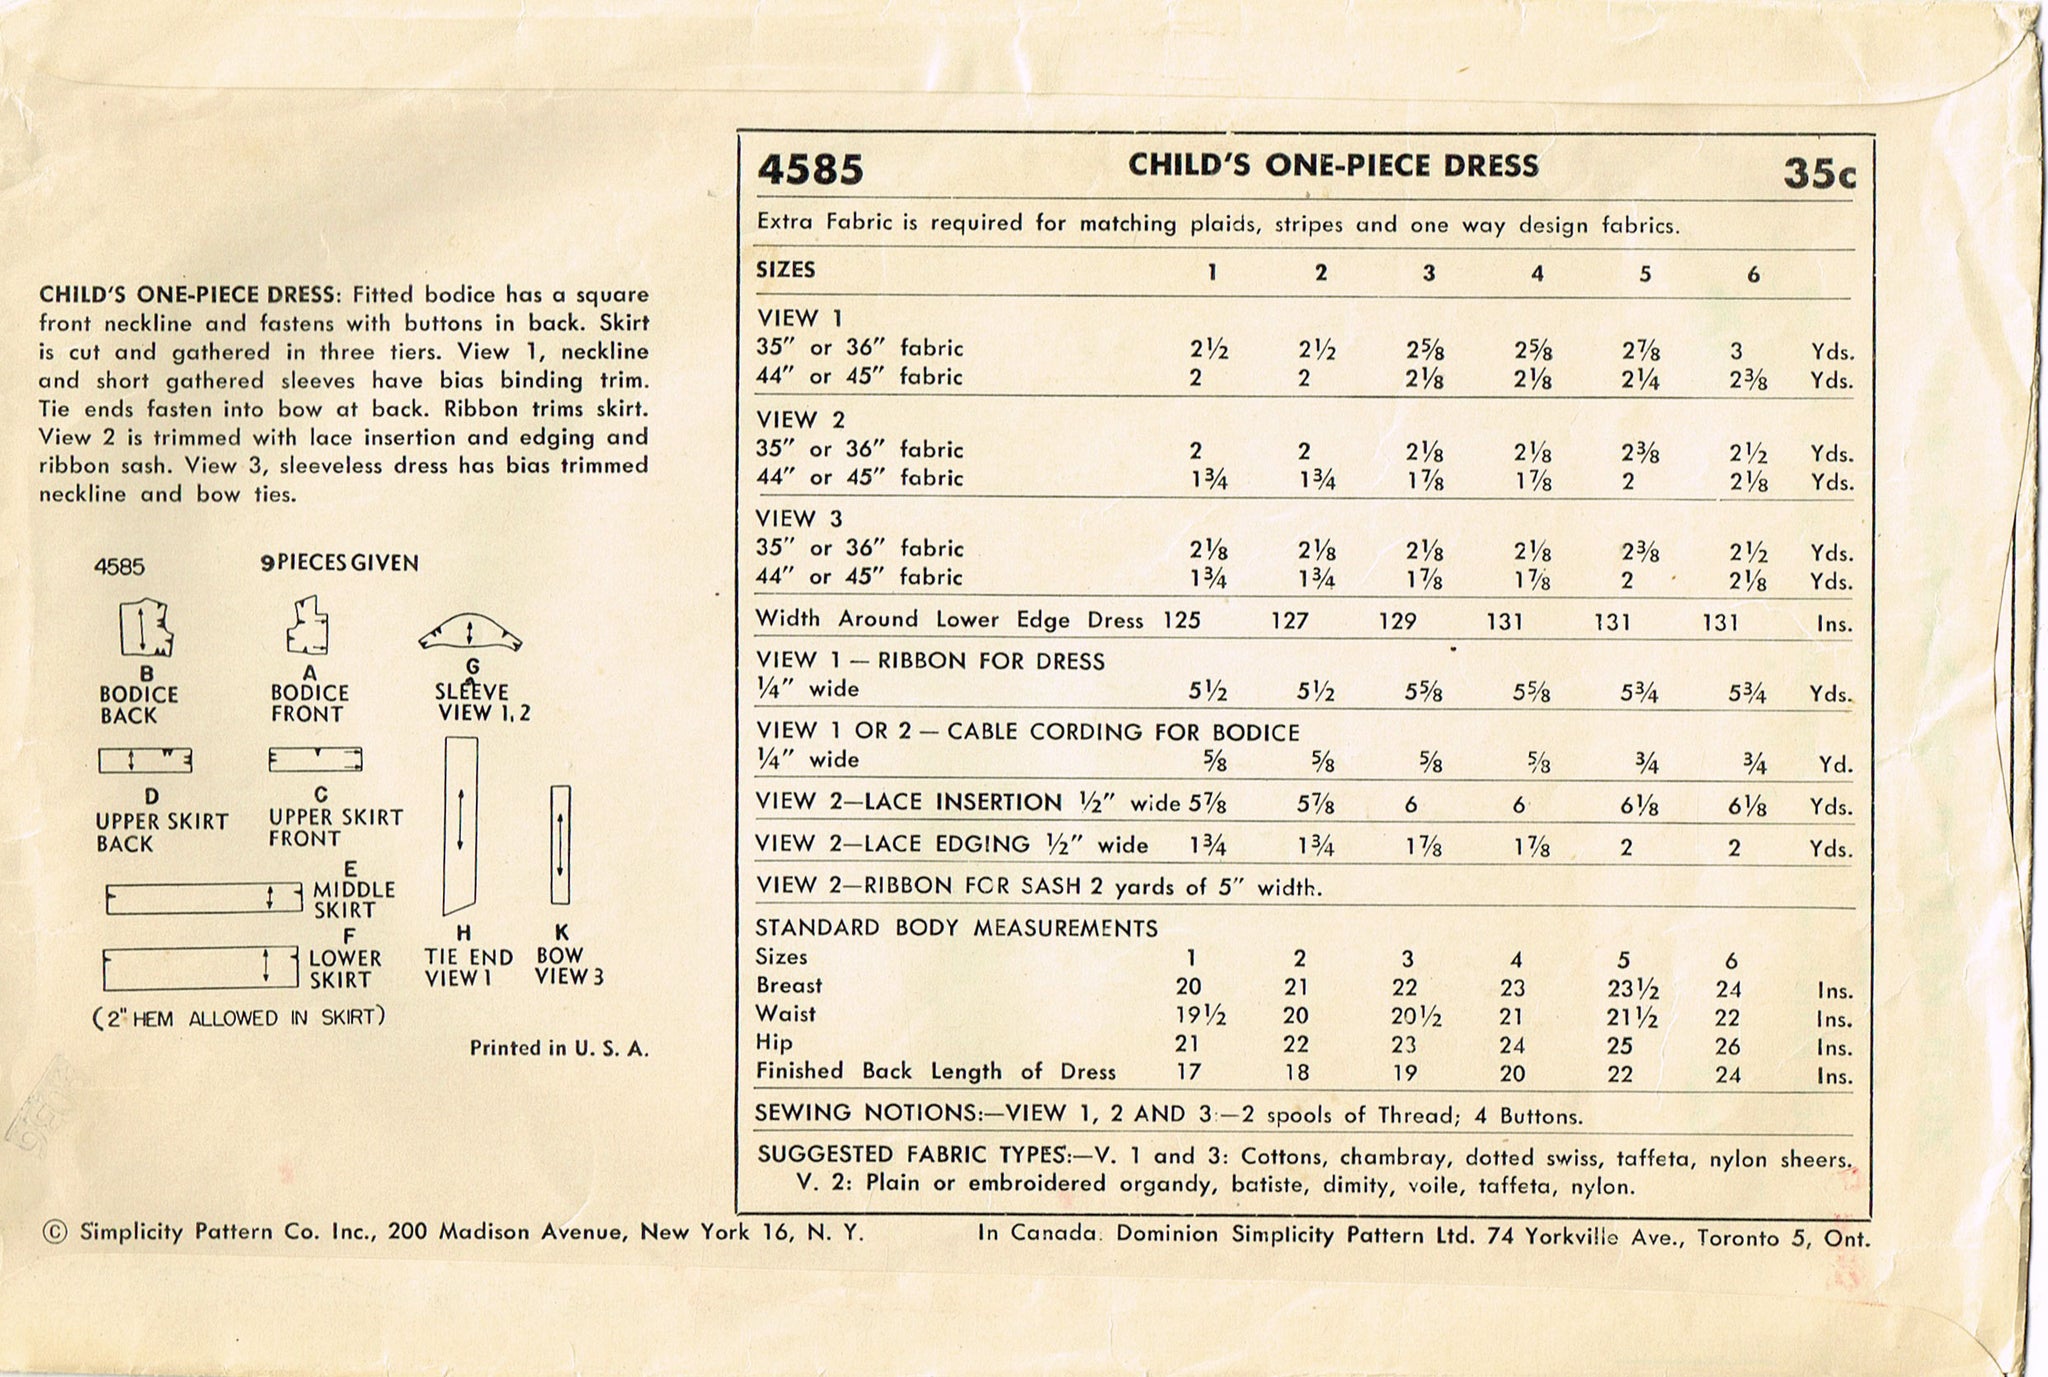 4585 CHILD'S ONE-PIECE DRESS 35c
Extra Fabric is required for matching plaids, stripes and one way design fabrics.
SIZES 1 2 3 4 5 6
VIEW 1
35" or 36" fabric 2½ 2½ 2⅝ 2⅝ 2⅞ 3 Yds.
44" or 45" fabric 2 2 2⅛ 2⅛ 2¼ 2⅜ Yds.
VIEW 2
35" or 36" fabric 2 2 2⅛ 2⅛ 2⅜ 2½ Yds.
44" or 45" fabric 1¾ 1¾ 1⅞ 1⅞ 2 2⅛ Yds.
VIEW 3
35" or 36" fabric 2⅛ 2⅛ 2⅛ 2⅛ 2⅜ 2½ Yds.
44" or 45" fabric 1¾ 1¾ 1⅞ 1⅞ 2 2⅛ Yds.
Width Around Lower Edge Dress 125 127 129 131 131 131 Ins.
VIEW 1 — RIBBON FOR DRESS
¼" wide 5½ 5½ 5⅝ 5⅝ 5¾ 5¾ Yds.
VIEW 1 OR 2 — CABLE CORDING FOR BODICE
¼" wide ⅝ ⅝ ⅝ ⅝ ¾ ¾ Yd.
VIEW 2—LACE INSERTION ½" wide 5⅞ 5⅞ 6 6 6⅛ 6⅛ Yds.
VIEW 2—LACE EDGING ½" wide 1¾ 1¾ 1⅞ 1⅞ 2 2 Yds.
VIEW 2—RIBBON FOR SASH 2 yards of 5" width.
STANDARD BODY MEASUREMENTS
Sizes 1 2 3 4 5 6
Breast 20 21 22 23 23½ 24 Ins.
Waist 19½ 20 20½ 21 21½ 22 Ins.
Hip 21 22 23 24 25 26 Ins.
Finished Back Length of Dress 17 18 19 20 22 24 Ins.
SEWING NOTIONS:—VIEW 1, 2 AND 3:—2 spools of Thread; 4 Buttons.
SUGGESTED FABRIC TYPES:—V. 1 and 3: Cottons, chambray, dotted swiss, taffeta, nylon sheers.
V. 2: Plain or embroidered organdy, batiste, dimity, voile, taffeta, nylon.
CHILD'S ONE-PIECE DRESS: Fitted bodice has a square
front neckline and fastens with buttons in back. Skirt
is cut and gathered in three tiers. View 1, neckline
and short gathered sleeves have bias binding trim.
Tie ends fasten into bow at back. Ribbon trims skirt.
View 2 is trimmed with lace insertion and edging and
ribbon sash. View 3, sleeveless dress has bias trimmed
neckline and bow ties.
4585 9 PIECES GIVEN
B
BODICE
BACK
A
BODICE
FRONT
G
SLEEVE
VIEW 1, 2
D
UPPER SKIRT
BACK
C
UPPER SKIRT
FRONT
E
MIDDLE
SKIRT
F
LOWER
SKIRT
H
TIE END
VIEW 1
K
BOW
VIEW 3
(2" HEM ALLOWED IN SKIRT)
Printed in U. S. A.
© Simplicity Pattern Co. Inc., 200 Madison Avenue, New York 16, N. Y. In Canada: Dominion Simplicity Pattern Ltd. 74 Yorkville Ave., Toronto 5, Ont.